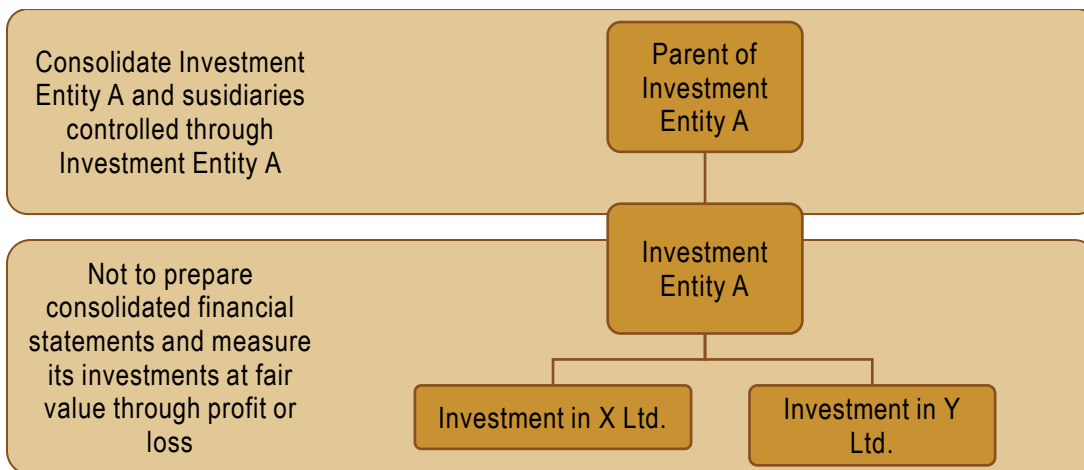 Consolidate Investment
Entity A and susidiaries
controlled through
Investment Entity A
Parent of
Investment
Entity A
Investment
Entity A
Not to prepare
consolidated financial
statements and measure
its investments at fair
value through profit or
loss
Investment in X Ltd.
Investment in Y
Ltd.